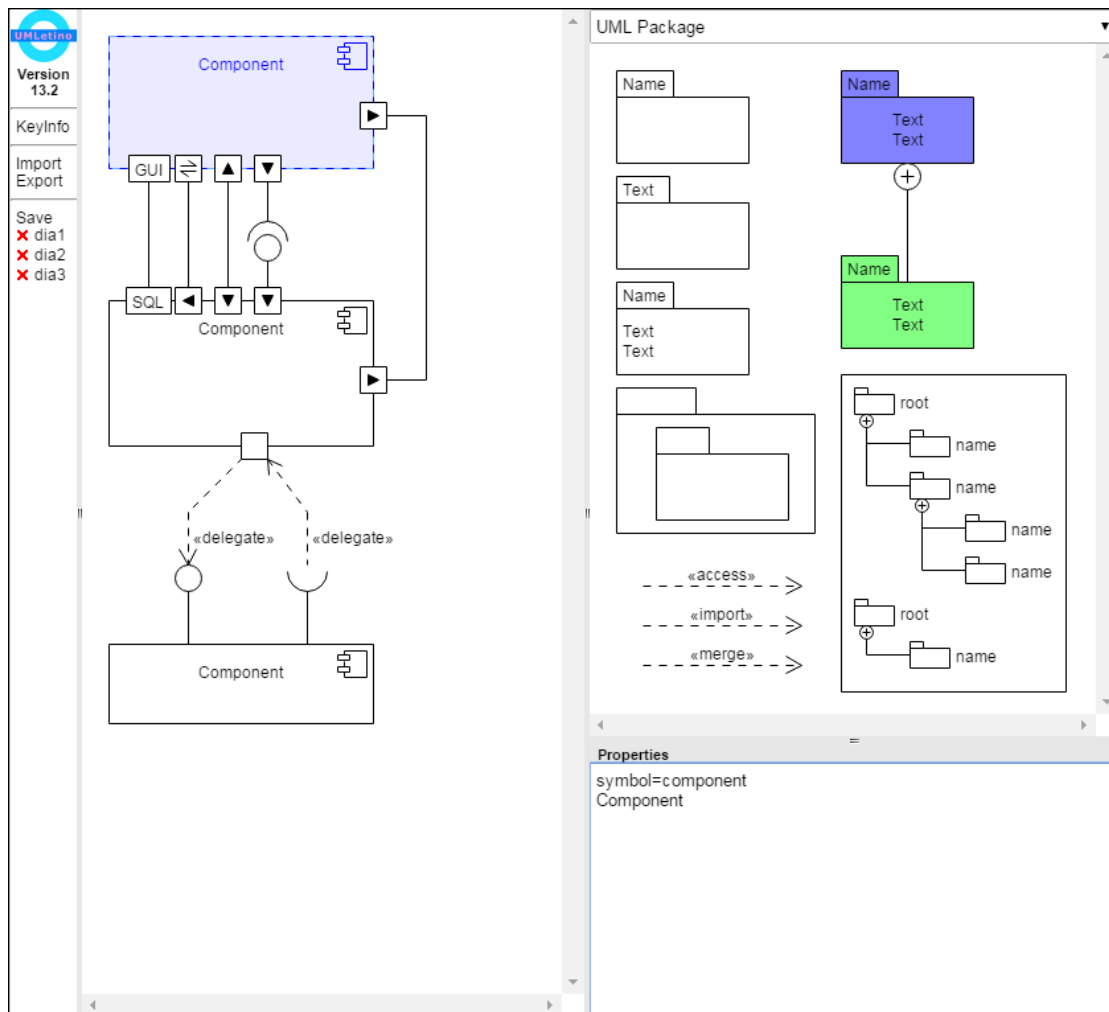 UMLetino
Version
13.2
KeyInfo
Import
Export
Save
dia1
dia2
dia3
Component
GUI
SQL
Component
«delegate»
«delegate»
Component
UML Package
Name
Text
Name
Text
Text
Name
Text
Text
Name
Text
Text
root
name
name
name
name
root
name
«access»
«import»
«merge»
Properties
symbol=component
Component